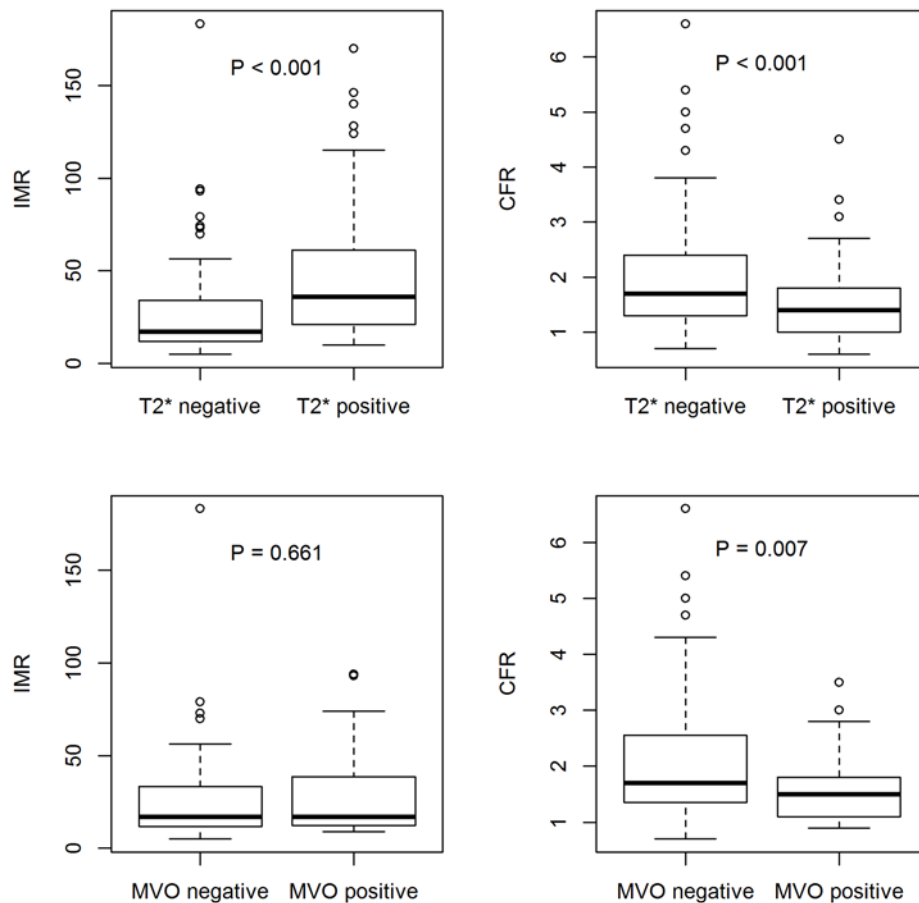 P < 0.001
IMR
0
50
100
150
T2* negative T2* positive
P < 0.001
CFR
1
2
3
4
5
6
T2* negative T2* positive
P = 0.661
IMR
0
50
100
150
MVO negative MVO positive
P = 0.007
CFR
1
2
3
4
5
6
MVO negative MVO positive